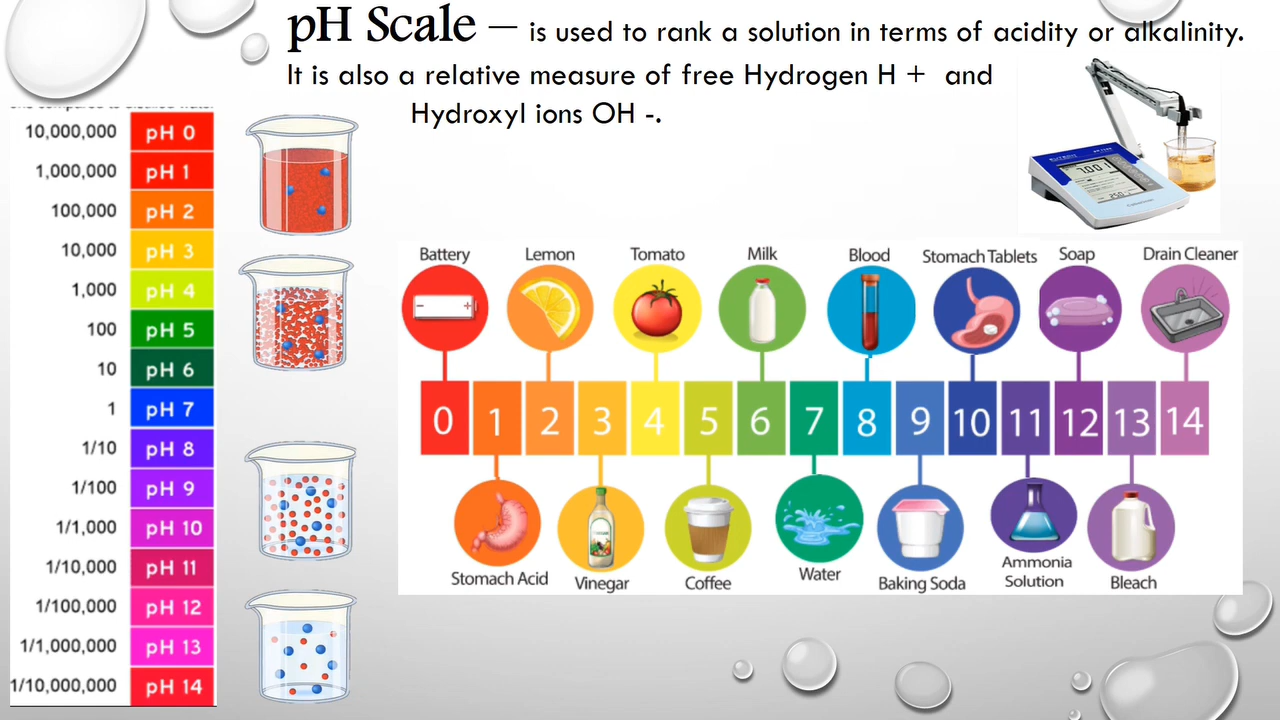 pH Scale — is used to rank a solution in terms of acidity or alkalinity.
It is also a relative measure of free Hydrogen H + and
Hydroxyl ions OH -.
10,000,000 pH 0
1,000,000 pH 1
100,000 pH 2
10,000 pH 3
1,000 pH 4
100 pH 5
10 pH 6
1 pH 7
1/10 pH 8
1/100 pH 9
1/1,000 pH 10
1/10,000 pH 11
1/100,000 pH 12
1/1,000,000 pH 13
1/10,000,000 pH 14
7.00
Battery Lemon Tomato Milk Blood Stomach Tablets Soap Drain Cleaner
- +
0 1 2 3 4 5 6 7 8 9 10 11 12 13 14
Stomach Acid Vinegar Coffee Water Baking Soda Ammonia Solution Bleach